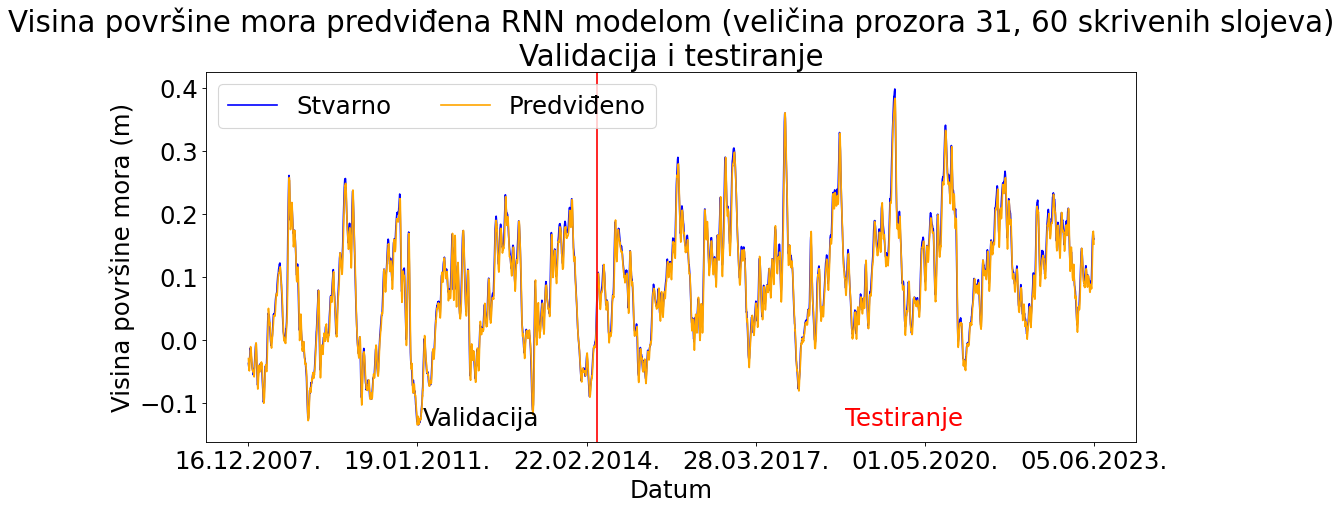 Visina površine mora predviđena RNN modelom (veličina prozora 31, 60 skrivenih slojeva)
Validacija i testiranje
Stvarno
Predviđeno
Visina površine mora (m)
0.4
0.3
0.2
0.1
0.0
−0.1
Validacija
Testiranje
16.12.2007.
19.01.2011.
22.02.2014.
28.03.2017.
01.05.2020.
05.06.2023.
Datum